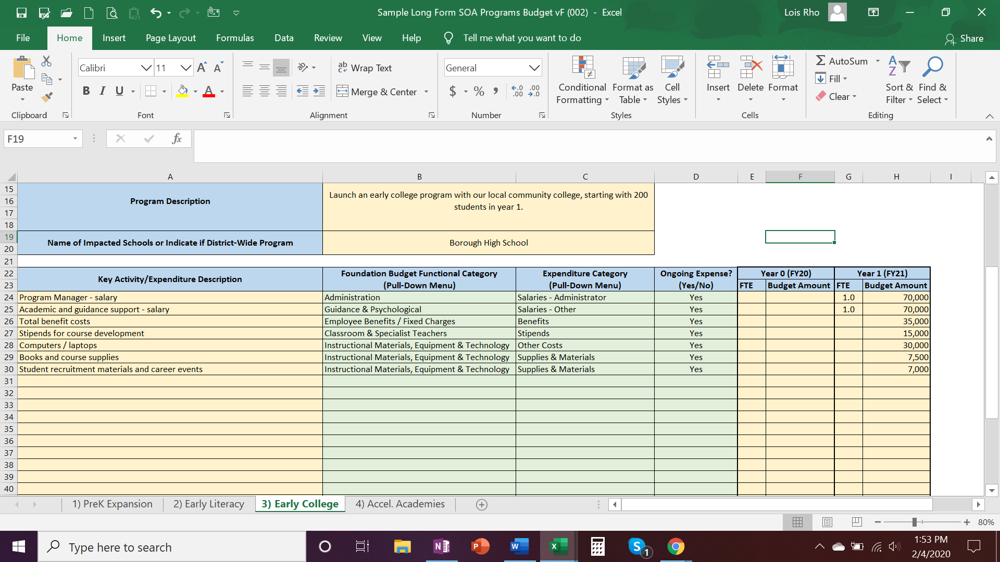 Sample Long Form SOA Programs Budget vF (002) - Excel
Lois Rho
File Home Insert Page Layout Formulas Data Review View Help Tell me what you want to do Share
Paste
Clipboard
Calibri 11
B I U
Font
Wrap Text
Merge & Center
Alignment
General
$ % ,
Number
Conditional Formatting
Format as Table
Cell Styles
Styles
Insert Delete Format
Cells
AutoSum
Fill
Clear
Sort & Filter
Find & Select
Editing
F19
fx
A B C D E F G H I
15
16 Program Description
Launch an early college program with our local community college, starting with 200
students in year 1.
17
18
19
20
Name of Impacted Schools or Indicate if District-Wide Program Borough High School
21
22
23
Key Activity/Expenditure Description
Foundation Budget Functional Category
(Pull-Down Menu)
Expenditure Category
(Pull-Down Menu)
Ongoing Expense?
(Yes/No)
Year 0 (FY20) Year 1 (FY21)
FTE Budget Amount FTE Budget Amount
24 Program Manager - salary Administration Salaries - Administrator Yes 1.0 70,000
25 Academic and guidance support - salary Guidance & Psychological Salaries - Other Yes 1.0 70,000
26 Total benefit costs Employee Benefits / Fixed Charges Benefits Yes 35,000
27 Stipends for course development Classroom & Specialist Teachers Stipends Yes 15,000
28 Computers / laptops Instructional Materials, Equipment & Technology Other Costs Yes 30,000
29 Books and course supplies Instructional Materials, Equipment & Technology Supplies & Materials Yes 7,500
30 Student recruitment materials and career events Instructional Materials, Equipment & Technology Supplies & Materials Yes 7,000
31
32
33
34
35
36
37
38
39
40
1) PreK Expansion 2) Early Literacy 3) Early College 4) Accel. Academies
80%
Type here to search
1
1:53 PM
2/4/2020